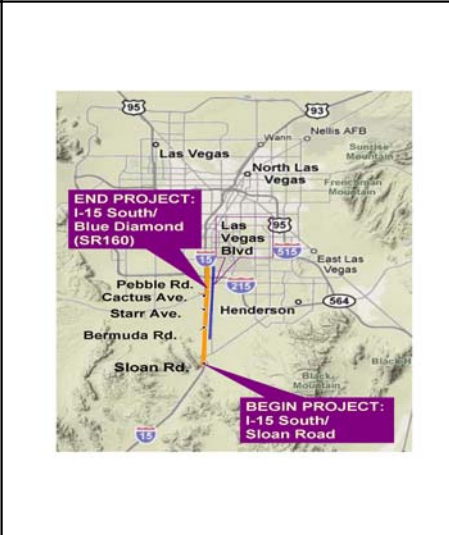 95
93
Nellis AFB
Wann
Las Vegas
Sunrise
Mountain
North Las
Vegas
Frenchman
Mountain
END PROJECT:
I-15 South/
Blue Diamond
(SR160)
Las
Vegas
Blvd
95
15
515
East Las
Vegas
215
Pebble Rd.
Cactus Ave.
Starr Ave.
Henderson
564
Bermuda Rd.
Sloan Rd.
Black
Mountain
Black H
15
BEGIN PROJECT:
I-15 South/
Sloan Road